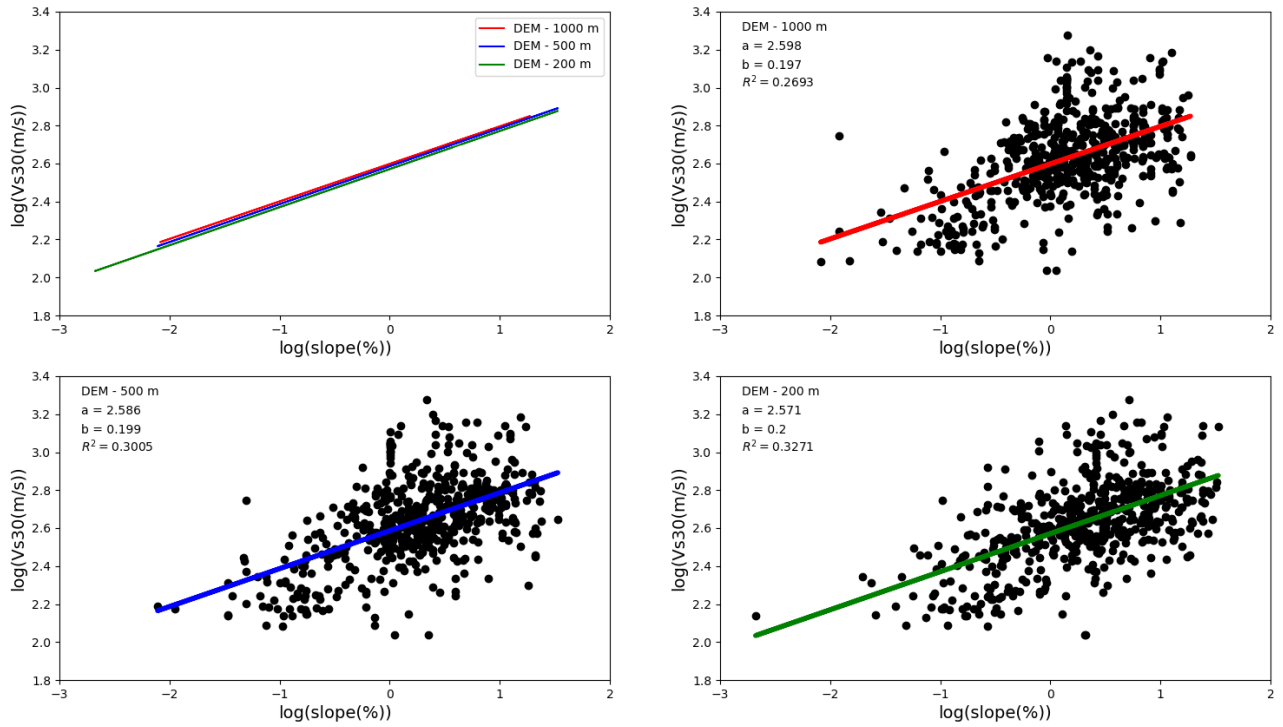 3.4
3.2
3.0
2.8
2.6
2.4
2.2
2.0
1.8
log(Vs30(m/s))
DEM - 1000 m
DEM - 500 m
DEM - 200 m
−3 −2 −1 0 1 2
log(slope(%))
3.4
3.2
3.0
2.8
2.6
2.4
2.2
2.0
1.8
log(Vs30(m/s))
DEM - 1000 m
a = 2.598
b = 0.197
R² = 0.2693
−3 −2 −1 0 1 2
log(slope(%))
3.4
3.2
3.0
2.8
2.6
2.4
2.2
2.0
1.8
log(Vs30(m/s))
DEM - 500 m
a = 2.586
b = 0.199
R² = 0.3005
−3 −2 −1 0 1 2
log(slope(%))
3.4
3.2
3.0
2.8
2.6
2.4
2.2
2.0
1.8
log(Vs30(m/s))
DEM - 200 m
a = 2.571
b = 0.2
R² = 0.3271
−3 −2 −1 0 1 2
log(slope(%))